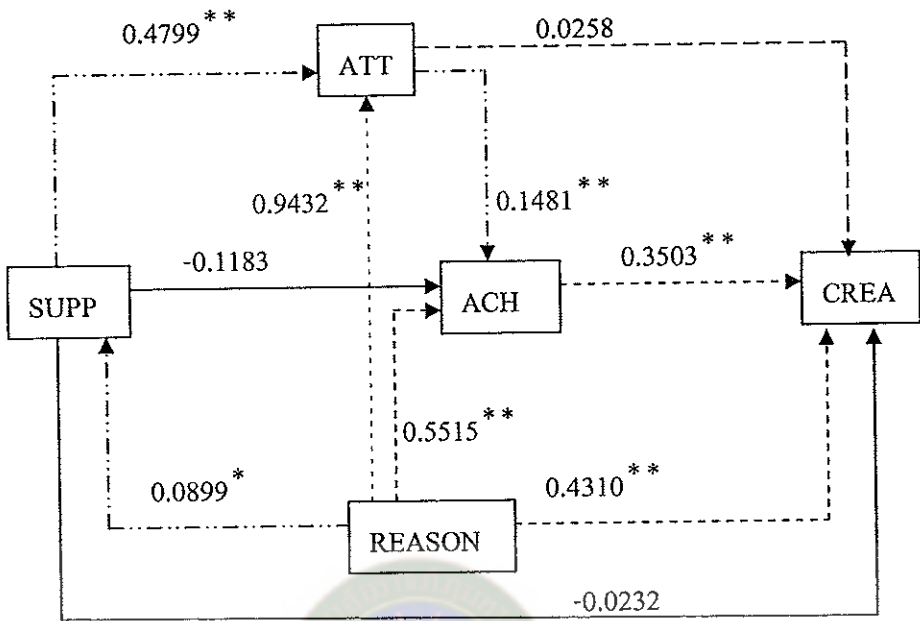 0.4799**
0.0258
ATT
0.9432**
0.1481**
-0.1183
0.3503**
SUPP
ACH
CREA
0.5515**
0.0899*
0.4310**
REASON
-0.0232